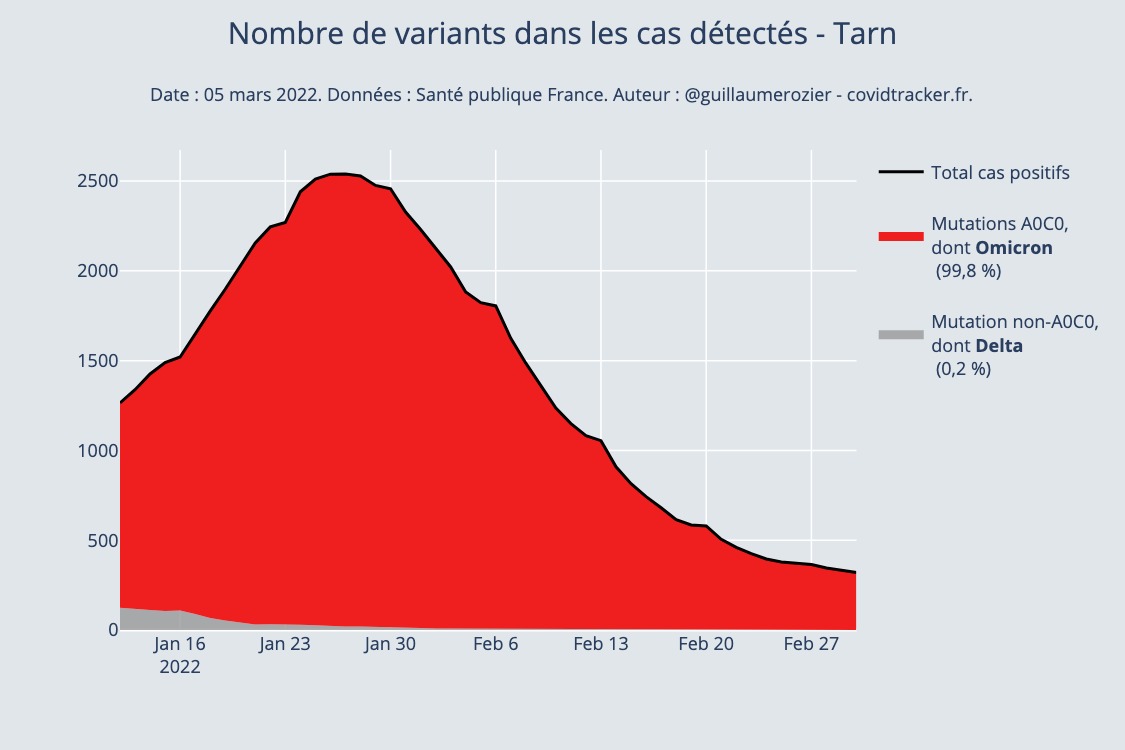 Nombre de variants dans les cas détectés - Tarn
Date : 05 mars 2022. Données : Santé publique France. Auteur : @guillaumerozier - covidtracker.fr.
2500
2000
1500
1000
500
0
Jan 16
2022
Jan 23
Jan 30
Feb 6
Feb 13
Feb 20
Feb 27
Total cas positifs
Mutations A0C0,
dont Omicron
(99,8 %)
Mutation non-A0C0,
dont Delta
(0,2 %)